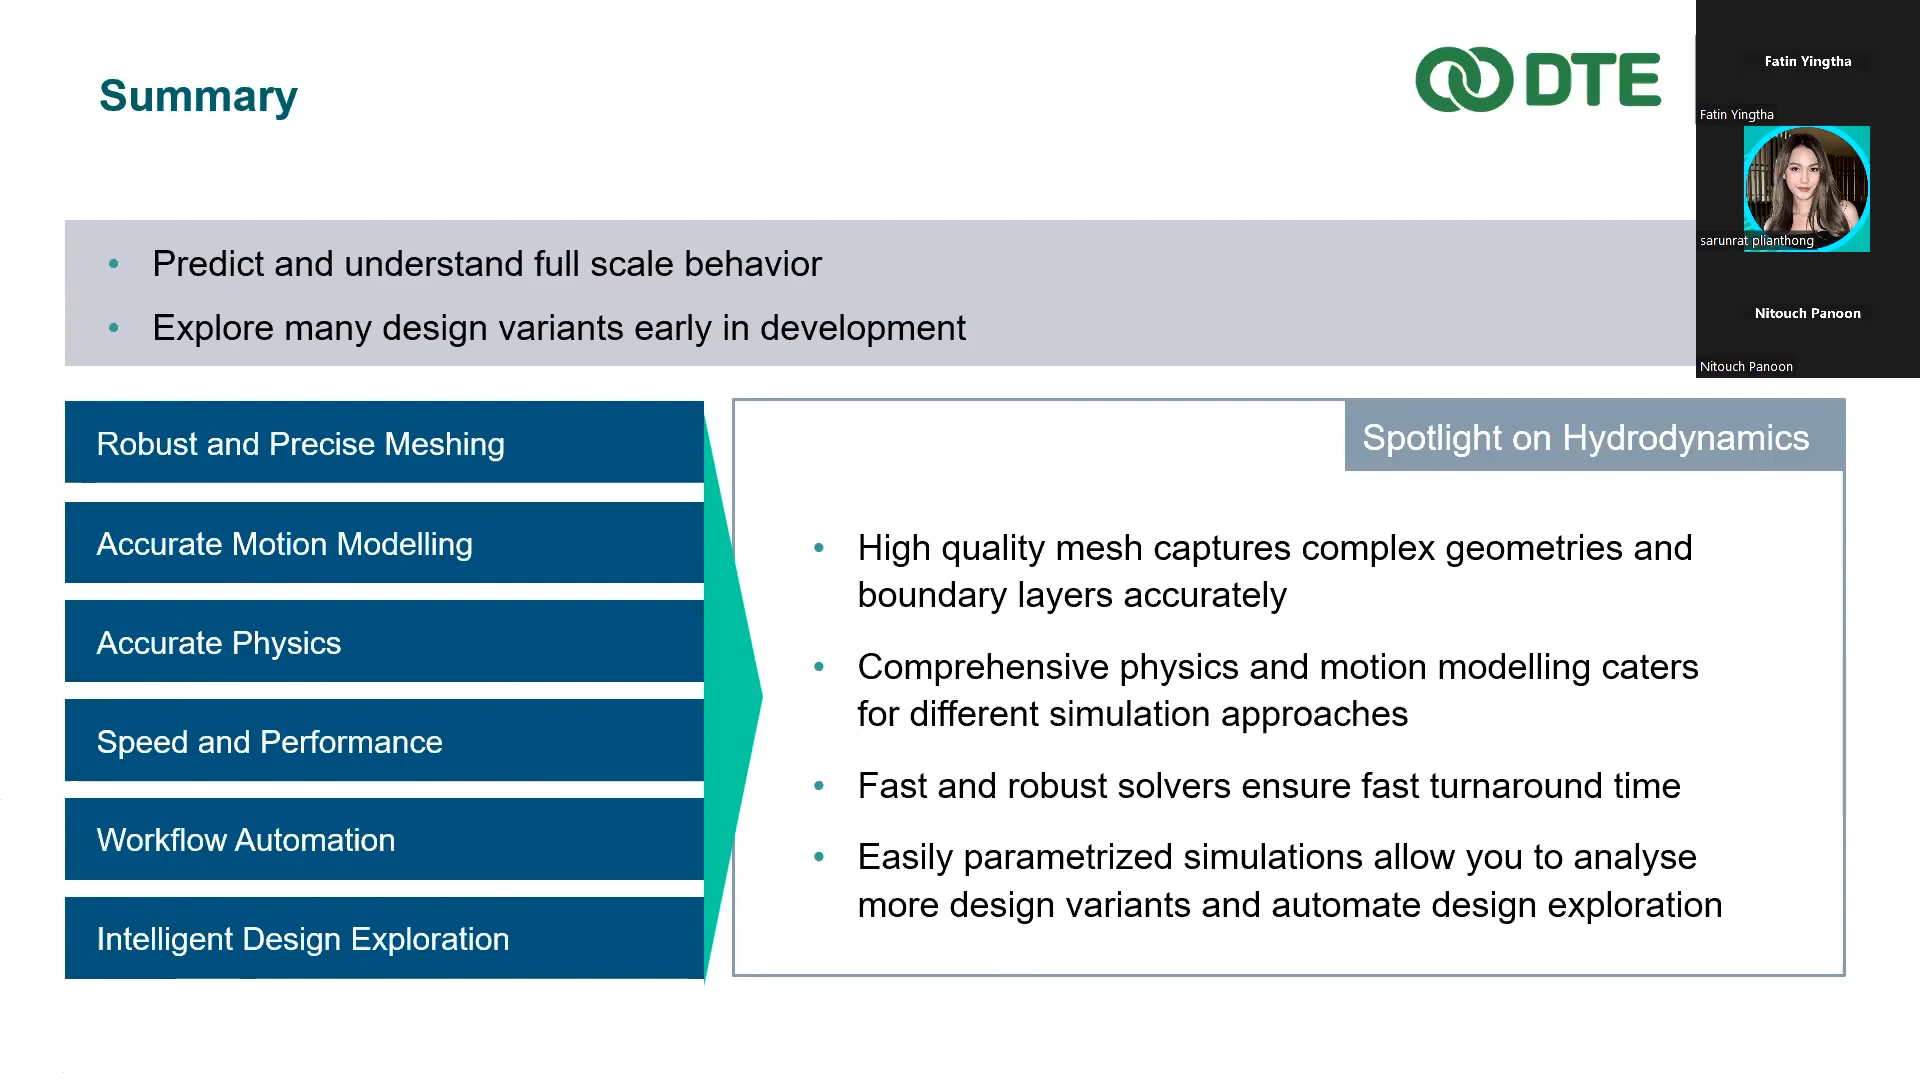 Summary
DTE
Predict and understand full scale behavior
Explore many design variants early in development
Robust and Precise Meshing
Accurate Motion Modelling
Accurate Physics
Speed and Performance
Workflow Automation
Intelligent Design Exploration
Spotlight on Hydrodynamics
High quality mesh captures complex geometries and
boundary layers accurately
Comprehensive physics and motion modelling caters
for different simulation approaches
Fast and robust solvers ensure fast turnaround time
Easily parametrized simulations allow you to analyse
more design variants and automate design exploration
Fatin Yingtha
Fatin Yingtha
sarunrat plianthong
Nitouch Panoon
Nitouch Panoon